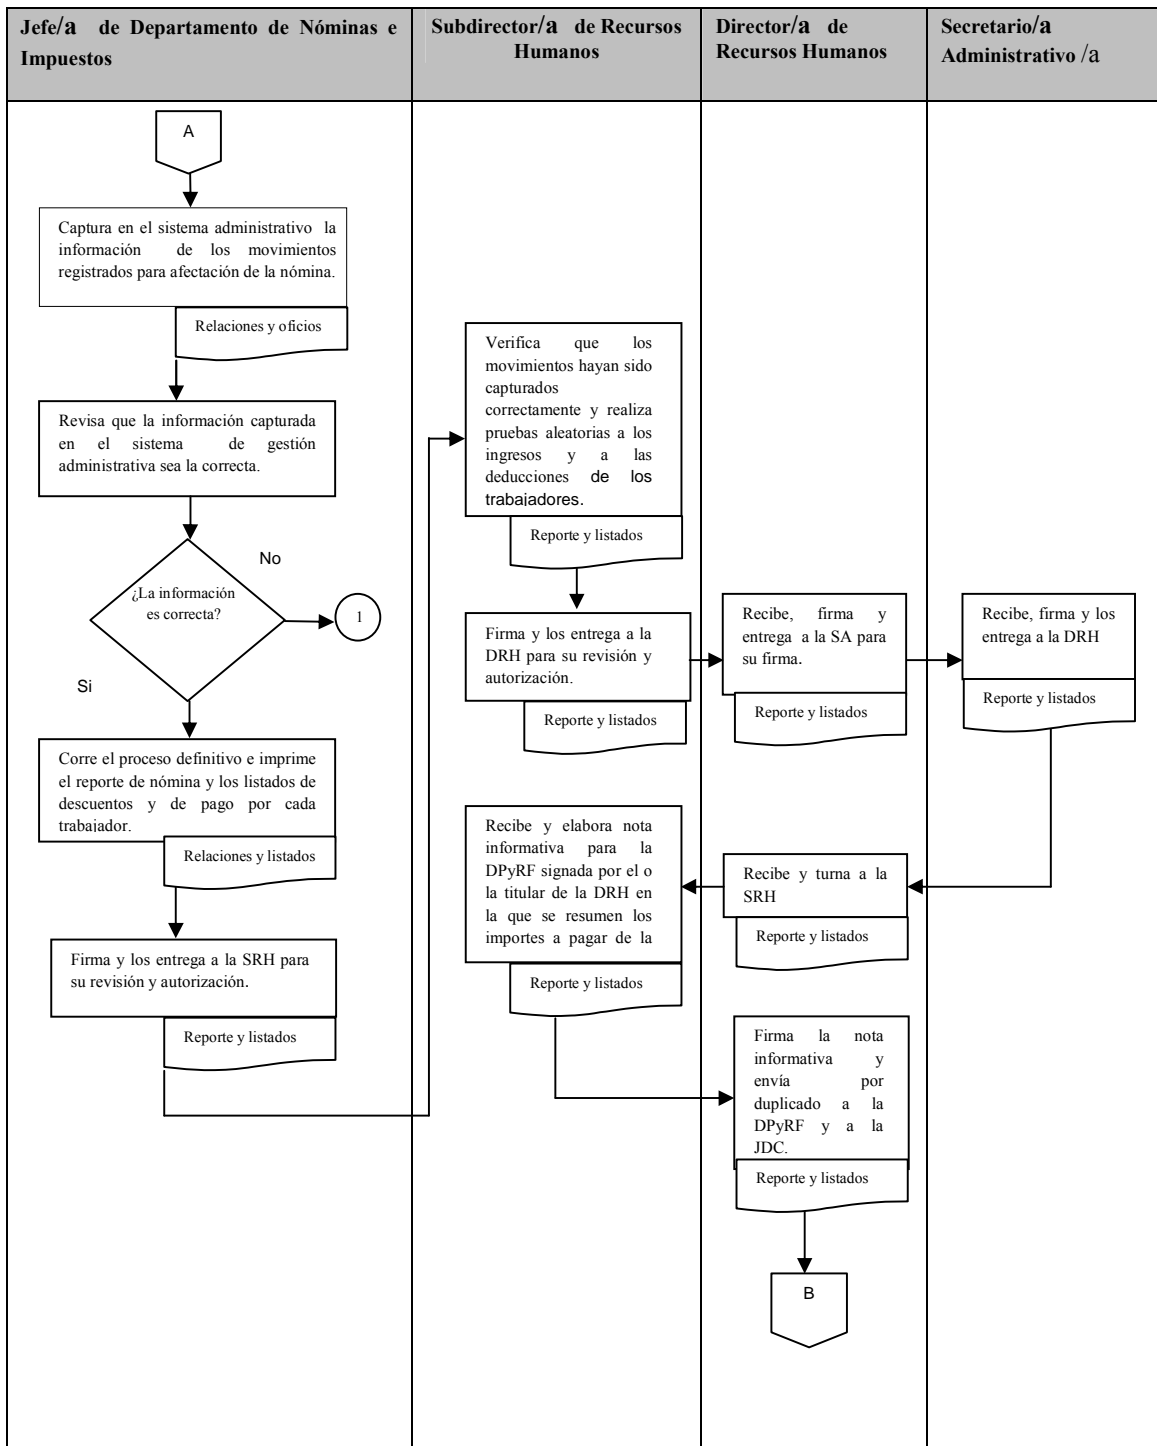 Jefe/a de Departamento de Nóminas e
Impuestos
Subdirector/a de Recursos
Humanos
Director/a de
Recursos Humanos
Secretario/a
Administrativo /a
A
Captura en el sistema administrativo la
información de los movimientos
registrados para afectación de la nómina.
Relaciones y oficios
Revisa que la información capturada
en el sistema de gestión
administrativa sea la correcta.
¿La información
es correcta?
No
1
Si
Corre el proceso definitivo e imprime
el reporte de nómina y los listados de
descuentos y de pago por cada
trabajador.
Relaciones y listados
Firma y los entrega a la SRH para
su revisión y autorización.
Reporte y listados
Verifica que los
movimientos hayan sido
capturados
correctamente y realiza
pruebas aleatorias a los
ingresos y a las
deducciones de los
trabajadores.
Reporte y listados
Firma y los entrega a la
DRH para su revisión y
autorización.
Reporte y listados
Recibe, firma y
entrega a la SA para
su firma.
Reporte y listados
Recibe, firma y los
entrega a la DRH
Reporte y listados
Recibe y turna a la
SRH
Reporte y listados
Recibe y elabora nota
informativa para la
DPyRF signada por el o
la titular de la DRH en
la que se resumen los
importes a pagar de la
Reporte y listados
Firma la nota
informativa y
envía por
duplicado a la
DPyRF y a la
JDC.
Reporte y listados
B